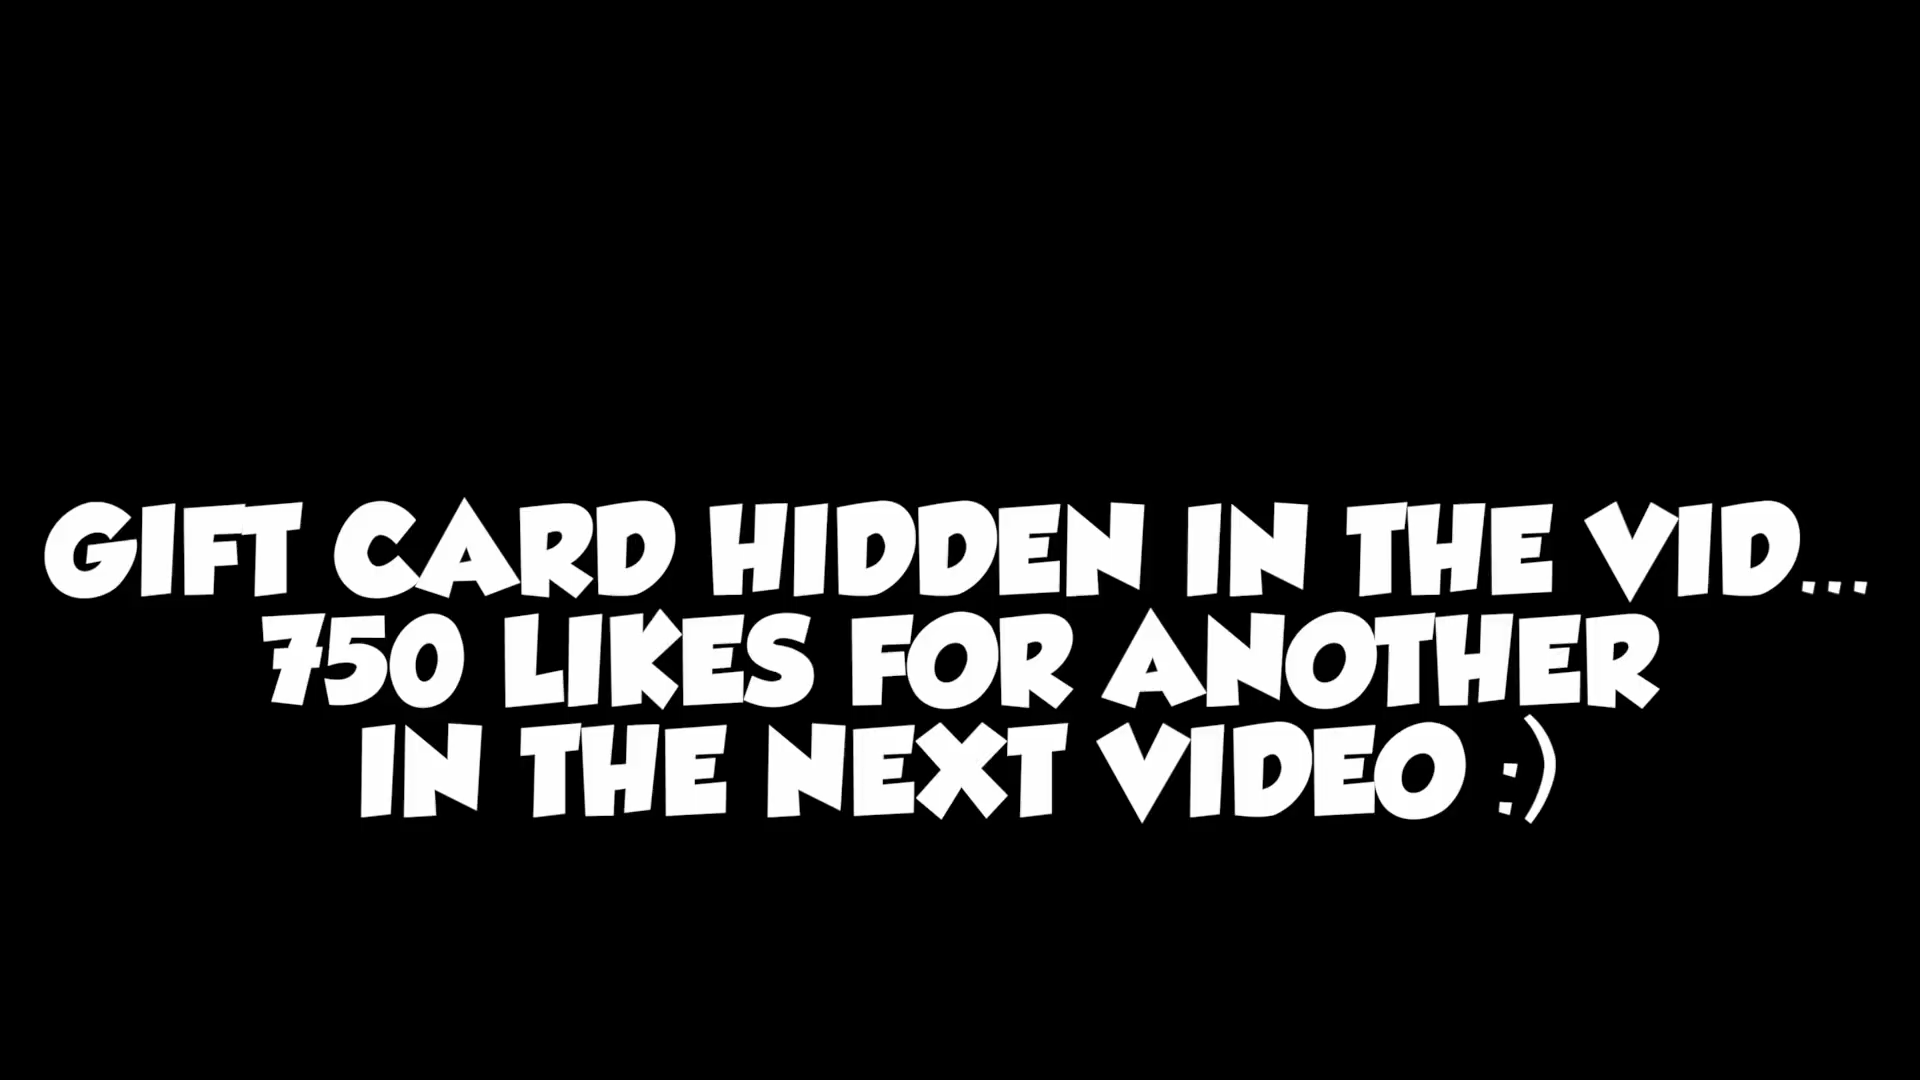 GIFT CARD HIDDEN IN THE VID...
750 LIKES FOR ANOTHER
IN THE NEXT VIDEO :)